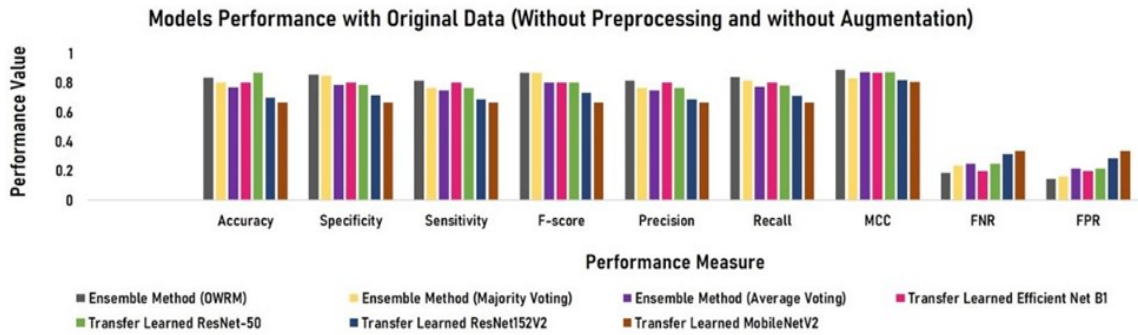 Models Performance with Original Data (Without Preprocessing and without Augmentation)
Performance Value
1
0.8
0.6
0.4
0.2
0
Accuracy Specificity Sensitivity F-score Precision Recall MCC FNR FPR
Performance Measure
Ensemble Method (OWRM) Ensemble Method (Majority Voting) Ensemble Method (Average Voting) Transfer Learned Efficient Net B1
Transfer Learned ResNet-50 Transfer Learned ResNet152V2 Transfer Learned MobileNetV2